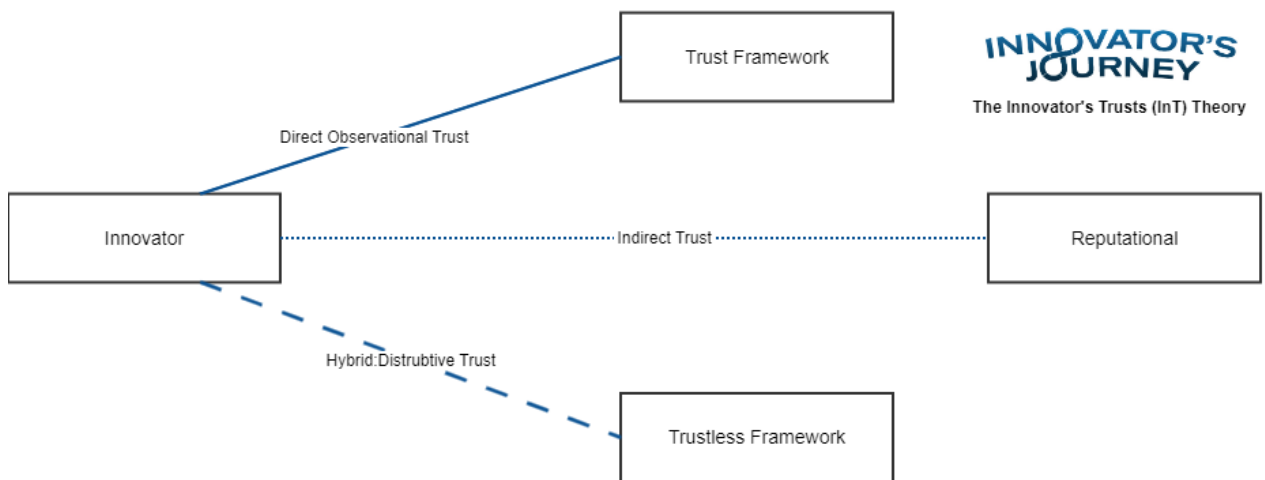 Trust Framework
INNOVATOR'S
JOURNEY
The Innovator's Trusts (InT) Theory
Direct Observational Trust
Innovator
Indirect Trust
Reputational
Hybrid:Distrubtive Trust
Trustless Framework